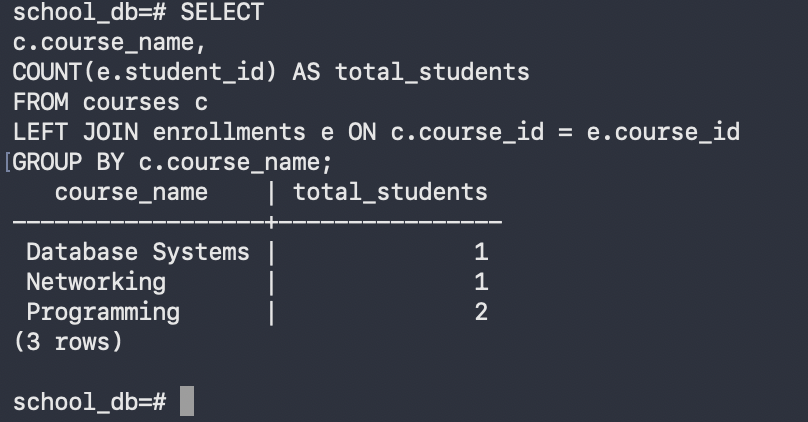 school_db=# SELECT
c.course_name,
COUNT(e.student_id) AS total_students
FROM courses c
LEFT JOIN enrollments e ON c.course_id = e.course_id
[GROUP BY c.course_name;
   course_name    | total_students
------------------+----------------
 Database Systems |              1
 Networking       |              1
 Programming      |              2
(3 rows)

school_db=#